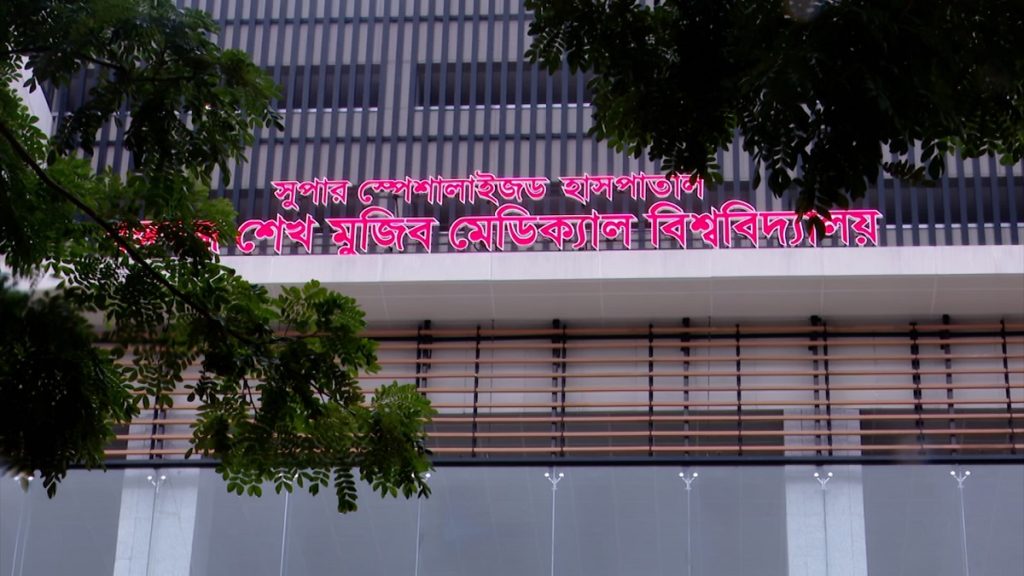 সুপার স্পেশালাইজড হাসপাতাল
শেখ মুজিব মেডিক্যাল বিশ্ববিদ্যালয়